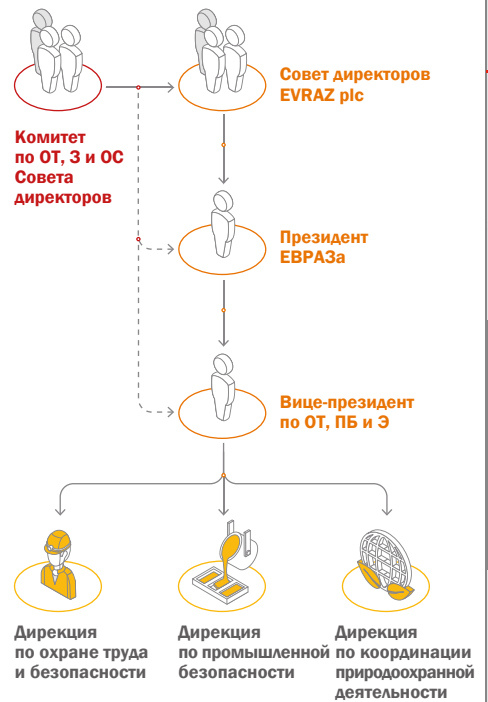 Совет директоров
EVRAZ plc
Комитет
по ОТ, З и ОС
Совета
директоров
Президент
ЕВРАЗа
Вице-президент
по ОТ, ПБ и Э
Дирекция
по охране труда
и безопасности
Дирекция
по промышленной
безопасности
Дирекция
по координации
природоохранной
деятельности